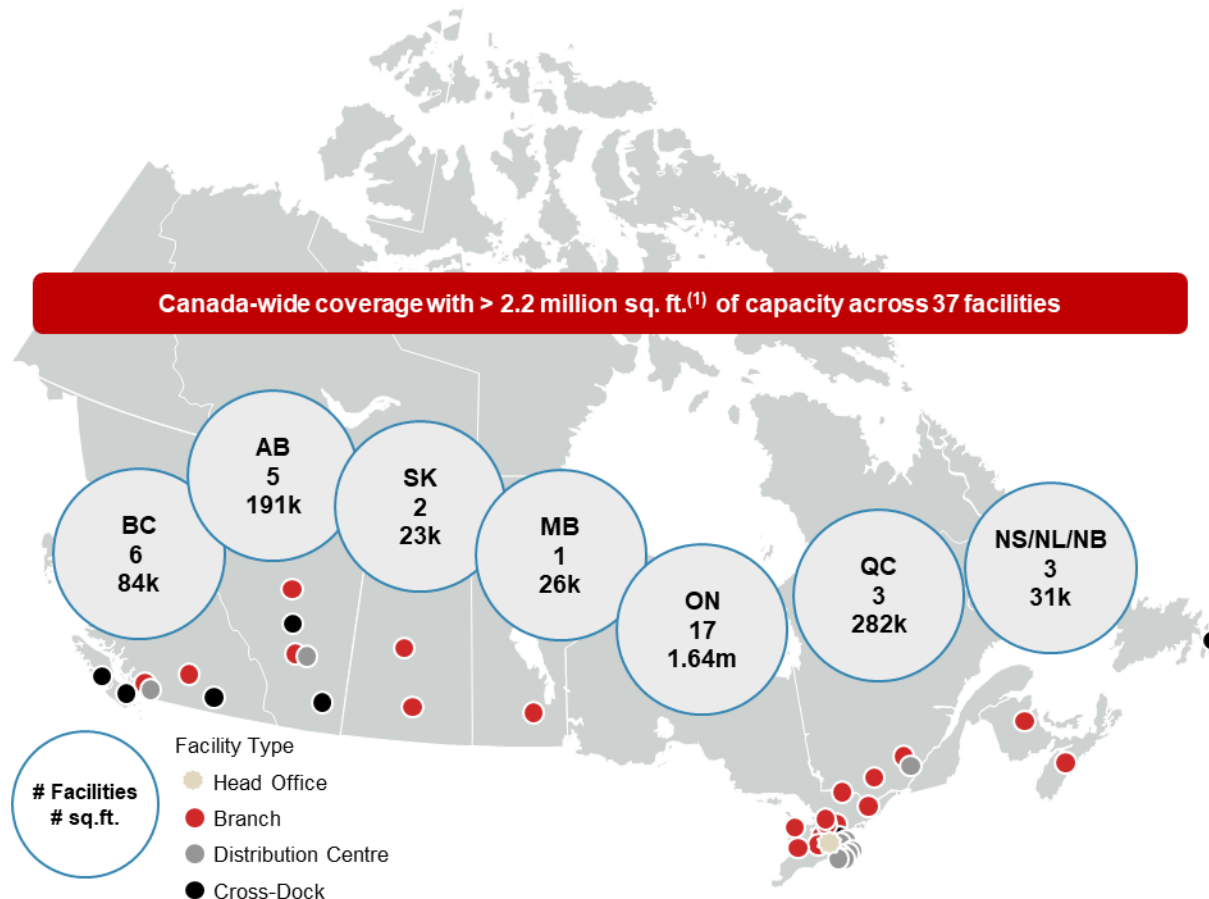 Canada-wide coverage with > 2.2 million sq. ft.(1) of capacity across 37 facilities
BC
6
84k
AB
5
191k
SK
2
23k
MB
1
26k
ON
17
1.64m
QC
3
282k
NS/NL/NB
3
31k
# Facilities
# sq.ft.
Facility Type
Head Office
Branch
Distribution Centre
Cross-Dock